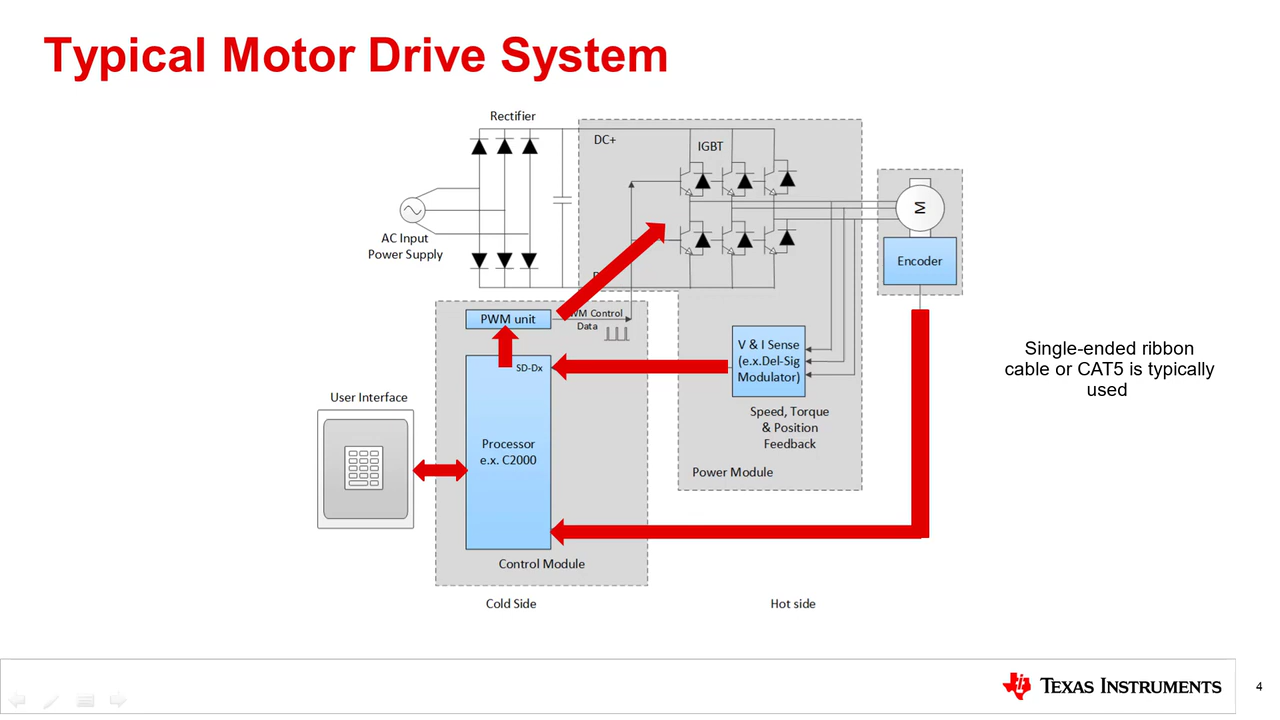 Typical Motor Drive System
Rectifier
DC+
IGBT
M
AC Input
Power Supply
Encoder
PWM unit
Control
Data
V & I Sense
(e.x.Del-Sig
Modulator)
SD-Dx
Single-ended ribbon
cable or CAT5 is typically
used
User Interface
Speed, Torque
& Position
Feedback
Processor
e.x. C2000
Power Module
Control Module
Cold Side
Hot side
TEXAS INSTRUMENTS
4